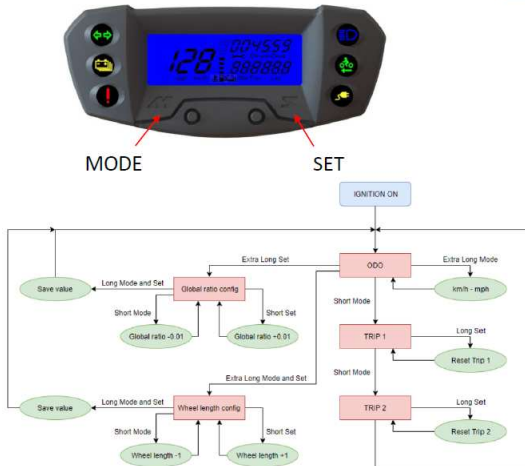 128
004559
888888
MODE
SET
IGNITION ON
Extra Long Set
ODO
Extra Long Mode
Save value
Long Mode and Set
Global ratio config
km/h - mph
Short Mode
Short Set
Short Mode
Global ratio -0.01
Global ratio +0.01
TRIP 1
Long Set
Reset Trip 1
Extra Long Mode and Set
Short Mode
Save value
Long Mode and Set
Wheel length config
TRIP 2
Long Set
Short Mode
Short Set
Reset Trip 2
Wheel length -1
Wheel length +1